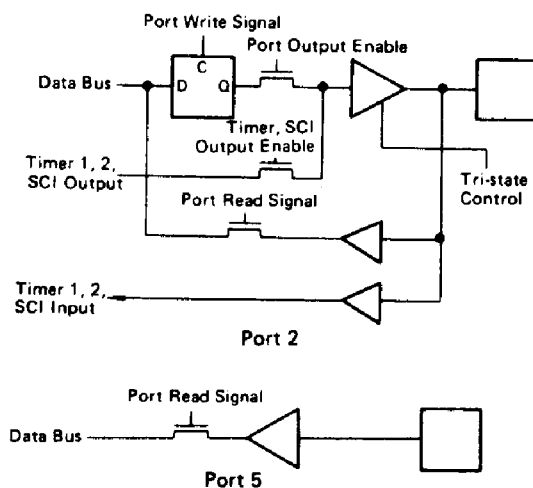 Port Write Signal
Port Output Enable
C
Data Bus
D
Q
Timer, SCI
Output Enable
Timer 1, 2,
SCI Output
Tri-state
Control
Port Read Signal
Timer 1, 2,
SCI Input
Port 2
Port Read Signal
Data Bus
Port 5